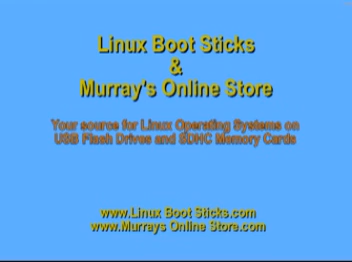 Linux Boot Sticks
&
Murray's Online Store
Your source for Linux Operating Systems on
USB Flash Drives and SDHC Memory Cards
www.Linux Boot Sticks.com
www.Murrays Online Store.com